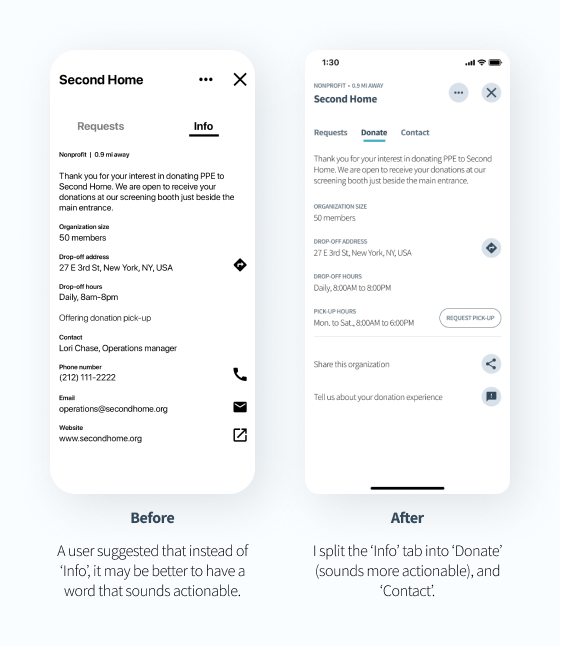 Second Home
Requests
Info
Nonprofit | 0.9 mi away
Thank you for your interest in donating PPE to
Second Home. We are open to receive your
donations at our screening booth just beside the
main entrance.
Organization size
50 members
Drop-off address
27 E 3rd St, New York, NY, USA
Drop-off hours
Daily, 8am-8pm
Offering donation pick-up
Contact
Lori Chase, Operations manager
Phone number
(212) 111-2222
Email
operations@secondhome.org
Website
www.secondhome.org
Before
A user suggested that instead of
‘Info’, it may be better to have a
word that sounds actionable.
1:30
NONPROFIT • 0.9 MI AWAY
Second Home
Requests
Donate
Contact
Thank you for your interest in donating PPE to Second
Home. We are open to receive your donations at our
screening booth just beside the main entrance.
ORGANIZATION SIZE
50 members
DROP-OFF ADDRESS
27 E 3rd St, New York, NY, USA
DROP-OFF HOURS
Daily, 8:00AM to 8:00PM
PICK-UP HOURS
Mon. to Sat., 8:00AM to 6:00PM
REQUEST PICK-UP
Share this organization
Tell us about your donation experience
After
I split the ‘Info’ tab into ‘Donate’
(sounds more actionable), and
‘Contact’.